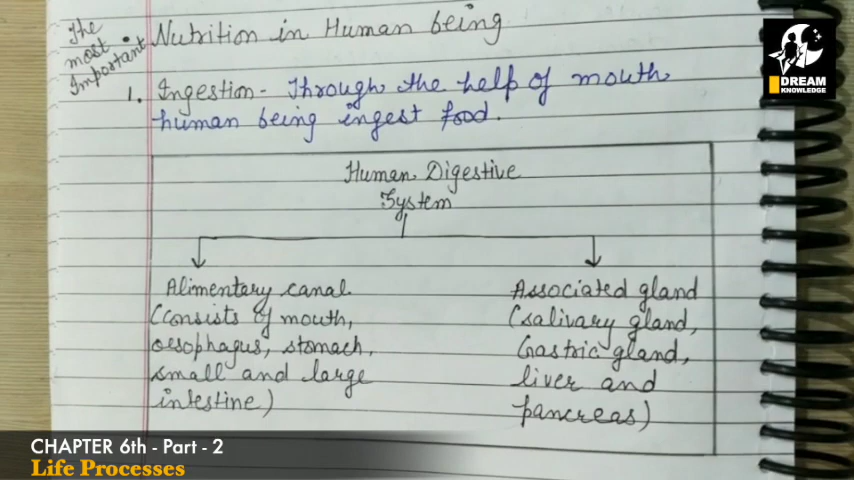 The
most
Important
• Nutrition in Human being
1. Ingestion - Through the help of mouth
human being ingest food.
Human Digestive
System
Alimentary canal
(consists of mouth,
oesophagus, stomach,
small and large
intestine)
Associated gland
(salivary gland,
Gastric gland,
liver and
pancreas)
DREAM
KNOWLEDGE
CHAPTER 6th - Part - 2
Life Processes